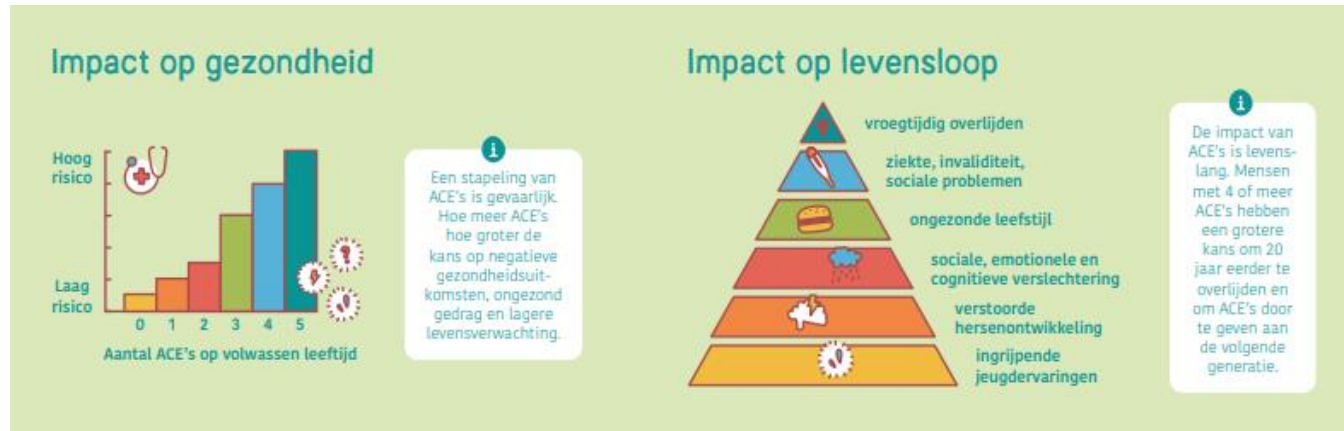 Impact op gezondheid
Hoog
risico
Laag
risico
0 1 2 3 4 5
Aantal ACE's op volwassen leeftijd
i
Een stapeling van
ACE's is gevaarlijk.
Hoe meer ACE's
hoe groter de
kans op negatieve
gezondheidsuit-
komsten, ongezond
gedrag en lagere
levensverwachting.
Impact op levensloop
vroegtijdig overlijden
ziekte, invaliditeit,
sociale problemen
ongezonde leefstijl
sociale, emotionele en
cognitieve verslechtering
verstoorde
hersenontwikkeling
ingrijpende
jeugdervaringen
i
De impact van
ACE's is levens-
lang. Mensen
met 4 of meer
ACE's hebben
een grotere
kans om 20
jaar eerder te
overlijden en
om ACE's door
te geven aan
de volgende
generatie.